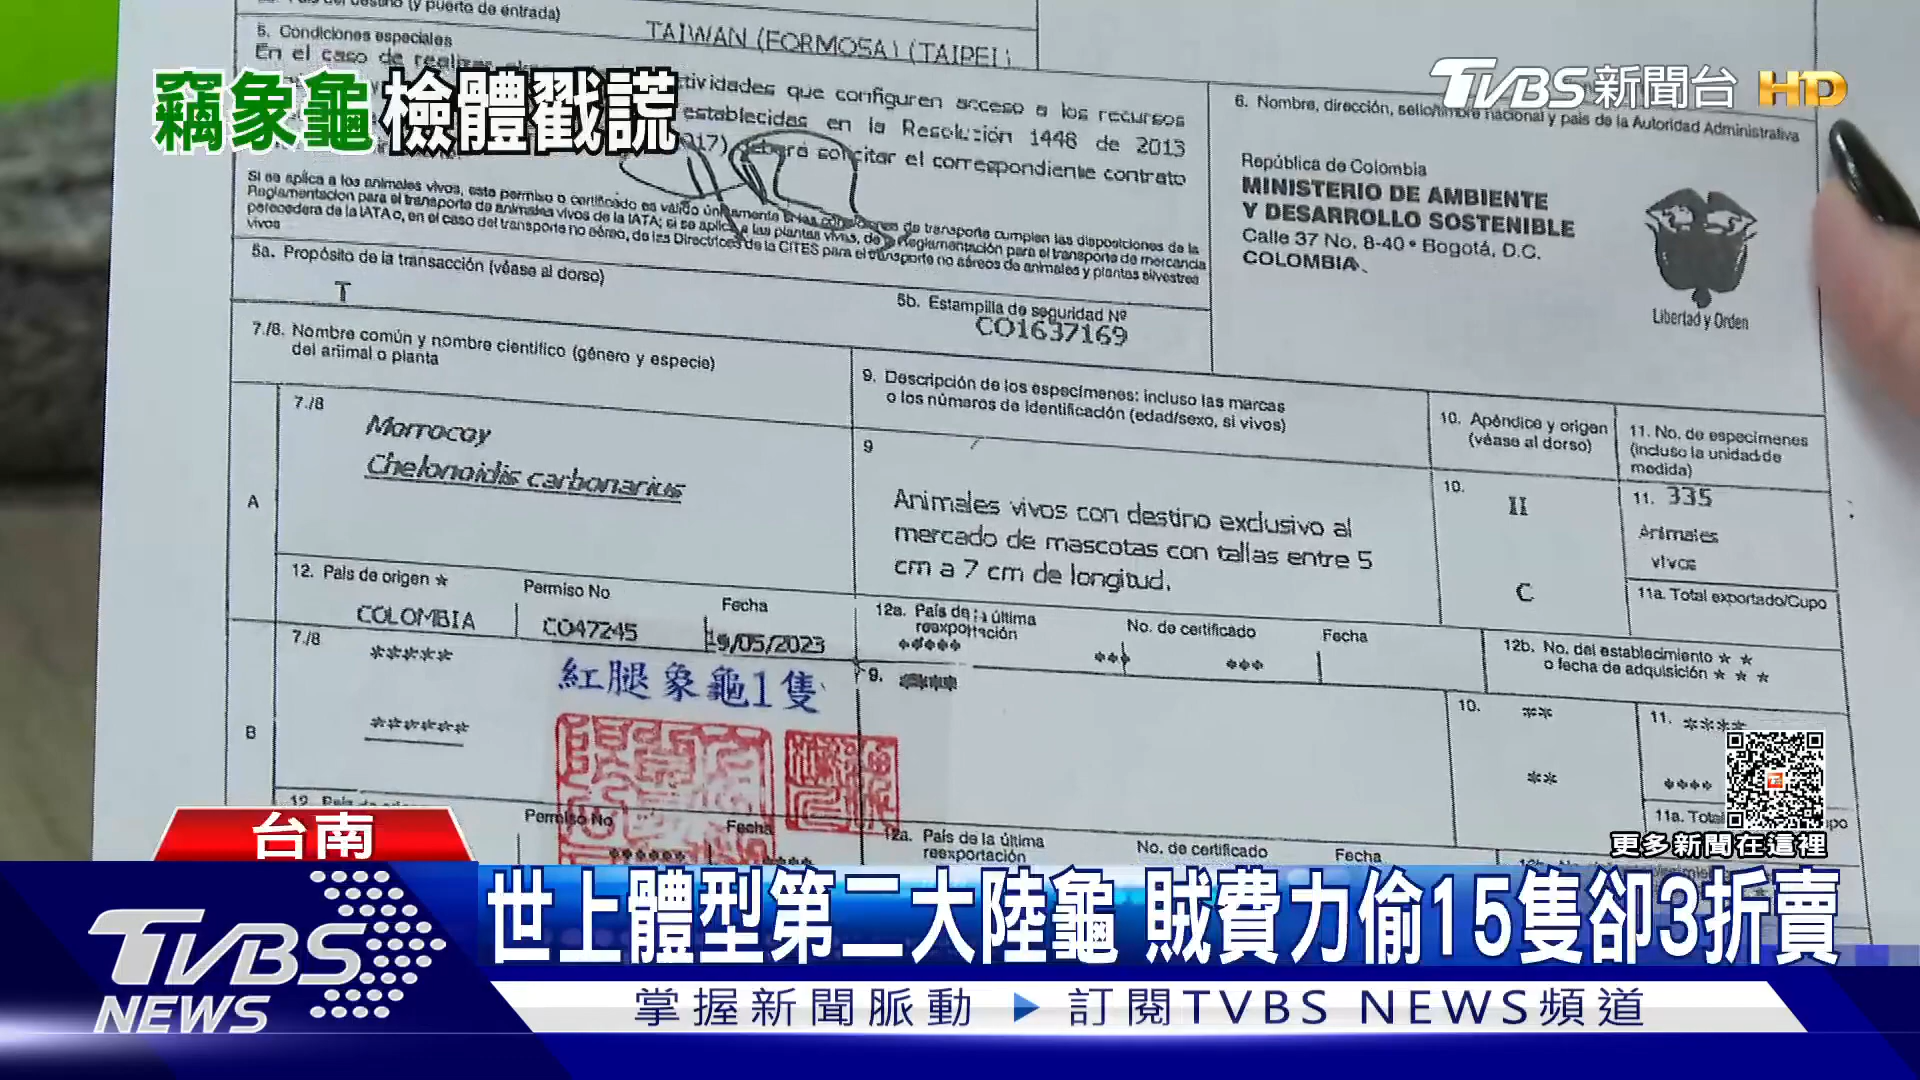 (y puerto de entrada)
TAIWAN (FORMOSA) (TAIPEI)
5. Condiciones especiales
En el caso de realizar
tividades que configuren acceso a los recursos
establecidas en la Resolución 1448 de 2013
017) deberá solicitar el correspondiente contrato
Si se aplica a los animales vivos, este permiso o certificado es válido únicamente si las condiciones de transporte cumplen las disposiciones de la
Reglamentacion para el transporte de animales vivos de la IATA; si se aplica a las plantas vivas, de la Reglamentación para el transporte de mercancia
perecedera de la IATA o, en el caso del transporte no aéreo, de las Directrices de la CITES para el transporte no aéreos de animales y plantas silvestres
vivos
5a. Propósito de la transacción (véase al dorso)
T
5b. Estampilla de seguridad Nº
CO1637169
6. Nombre, dirección, sello/timbre nacional y país de la Autoridad Administrativa
República de Colombia
MINISTERIO DE AMBIENTE
Y DESARROLLO SOSTENIBLE
Calle 37 No. 8-40 • Bogotá, D.C.
COLOMBIA
Libertad y Orden
7./8. Nombre común y nombre cientifico (género y especie)
del animal o planta
9. Descripción de los especímenes: incluso las marcas
o los números de identificación (edad/sexo, si vivos)
10. Apéndice y origen
(véase al dorso)
11. No. de especímenes
(incluso la unidad de
medida)
A
7./8
Morrocoy
Chelonoidis carbonarius
9
Animales vivos con destino exclusivo al
mercado de mascotas con tallas entre 5
cm a 7 cm de longitud.
10.
II
C
11. 335
Animales
vivos
11a. Total exportado/Cupo
12. País de origen *
Permiso No
Fecha
COLOMBIA
CO47245
19/05/2023
12a. País de la última
reexportación
No. de certificado
Fecha
*****
***
***
12b. No. del establecimiento * *
o fecha de adquisición * * *
B
7./8
*****
******
紅腿象龜1隻
9.
10.
**
**
11. ****
****
11a. Total
Permiso No
Fecha
******
****
12a. País de la última
reexportación
No. de certificado
Fecha
竊象龜檢體戳謊
TVBS新聞台 HD
更多新聞在這裡
台南
TVBS NEWS
世上體型第二大陸龜 賊費力偷15隻卻3折賣
掌握新聞脈動 ▶ 訂閱TVBS NEWS頻道